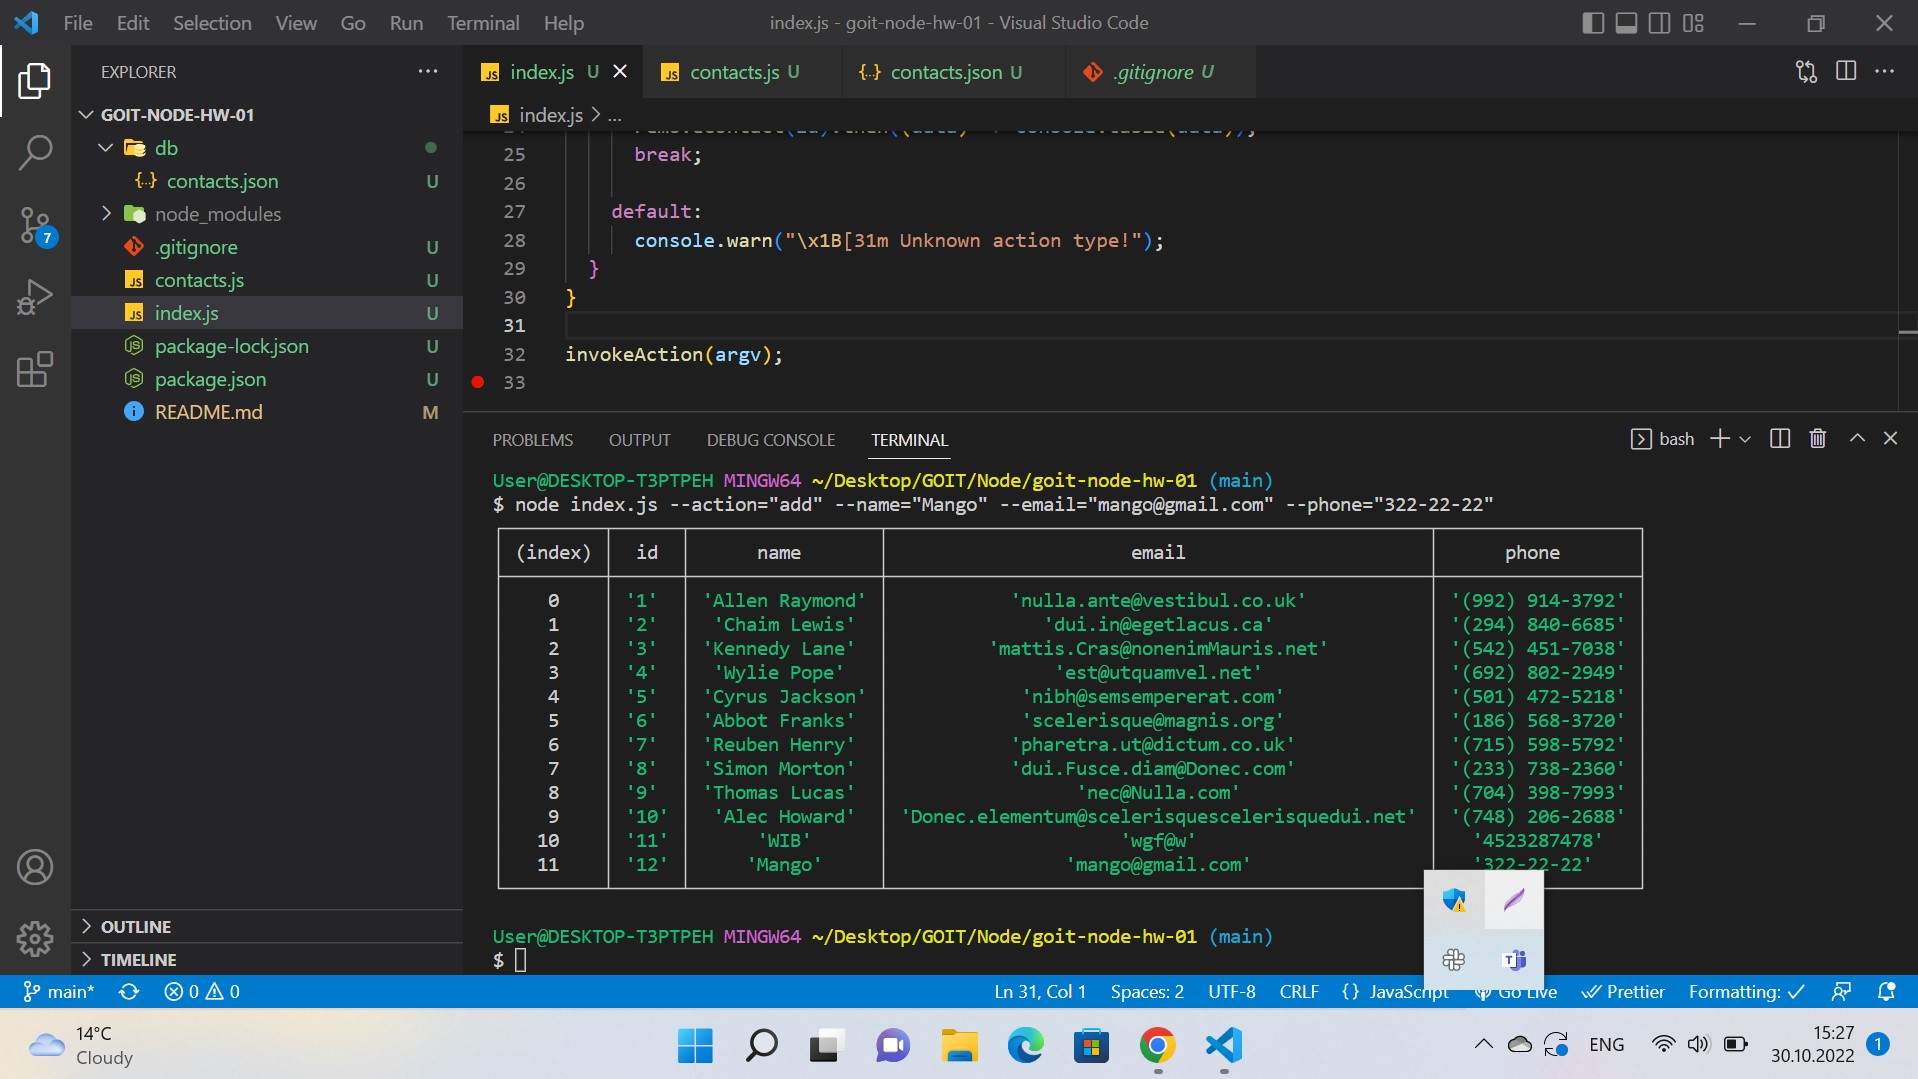 File Edit Selection View Go Run Terminal Help
index.js - goit-node-hw-01 - Visual Studio Code
EXPLORER
GOIT-NODE-HW-01
db
contacts.json U
node_modules
.gitignore U
contacts.js U
index.js U
package-lock.json U
package.json U
README.md M
7
OUTLINE
TIMELINE
index.js U
contacts.js U
contacts.json U
.gitignore U
index.js > ...
25 break;
26
27 default:
28 console.warn("\x1B[31m Unknown action type!");
29 }
30 }
31
32 invokeAction(argv);
33
PROBLEMS OUTPUT DEBUG CONSOLE TERMINAL
bash
User@DESKTOP-T3PTPEH MINGW64 ~/Desktop/GOIT/Node/goit-node-hw-01 (main)
$ node index.js --action="add" --name="Mango" --email="mango@gmail.com" --phone="322-22-22"
(index) id name email phone
0 '1' 'Allen Raymond' 'nulla.ante@vestibul.co.uk' '(992) 914-3792'
1 '2' 'Chaim Lewis' 'dui.in@egetlacus.ca' '(294) 840-6685'
2 '3' 'Kennedy Lane' 'mattis.Cras@nonenimMauris.net' '(542) 451-7038'
3 '4' 'Wylie Pope' 'est@utquamvel.net' '(692) 802-2949'
4 '5' 'Cyrus Jackson' 'nibh@semsempererat.com' '(501) 472-5218'
5 '6' 'Abbot Franks' 'scelerisque@magnis.org' '(186) 568-3720'
6 '7' 'Reuben Henry' 'pharetra.ut@dictum.co.uk' '(715) 598-5792'
7 '8' 'Simon Morton' 'dui.Fusce.diam@Donec.com' '(233) 738-2360'
8 '9' 'Thomas Lucas' 'nec@Nulla.com' '(704) 398-7993'
9 '10' 'Alec Howard' 'Donec.elementum@scelerisquescelerisquedui.net' '(748) 206-2688'
10 '11' 'WIB' 'wgf@w' '4523287478'
11 '12' 'Mango' 'mango@gmail.com' '322-22-22'
User@DESKTOP-T3PTPEH MINGW64 ~/Desktop/GOIT/Node/goit-node-hw-01 (main)
$
main* 0 0 Ln 31, Col 1 Spaces: 2 UTF-8 CRLF {} JavaScript Go Live Prettier Formatting:
14°C
Cloudy
ENG
15:27
30.10.2022
1